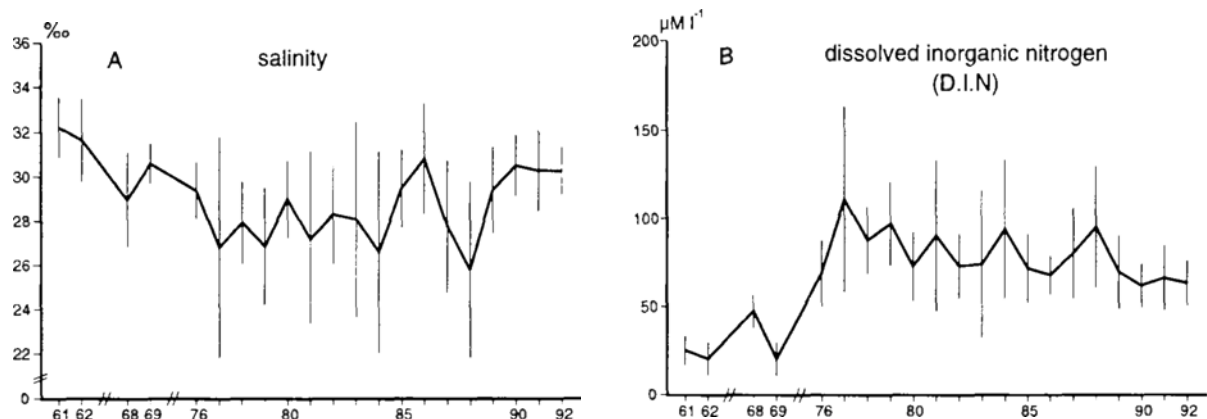 ‰
A salinity
36
34
32
30
28
26
24
22
0
61 62 68 69 76 80 85 90 92
µM l⁻¹
B dissolved inorganic nitrogen
(D.I.N)
200
150
100
50
0
61 62 68 69 76 80 85 90 92